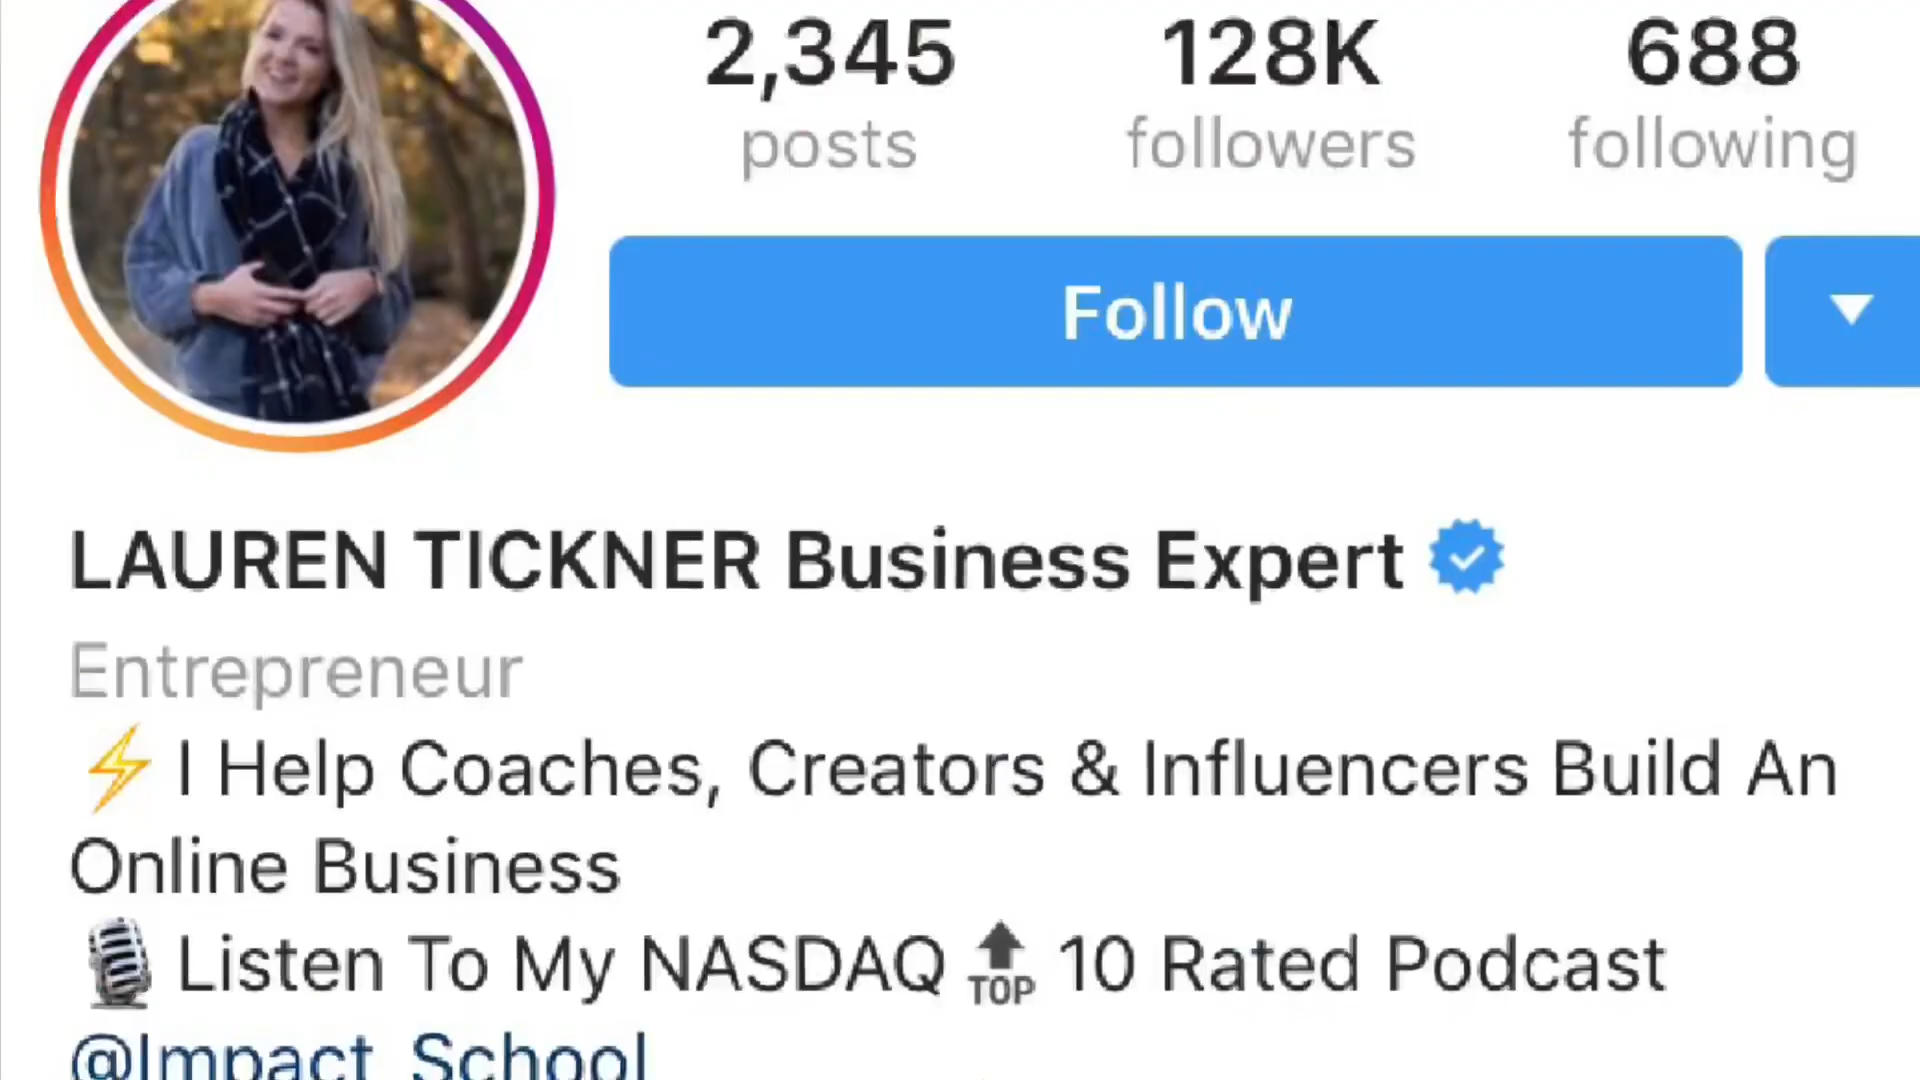 2,345 128K 688
posts followers following
Follow
LAUREN TICKNER Business Expert
Entrepreneur
⚡ I Help Coaches, Creators & Influencers Build An
Online Business
🎙 Listen To My NASDAQ 🔝 10 Rated Podcast
@Impact_School